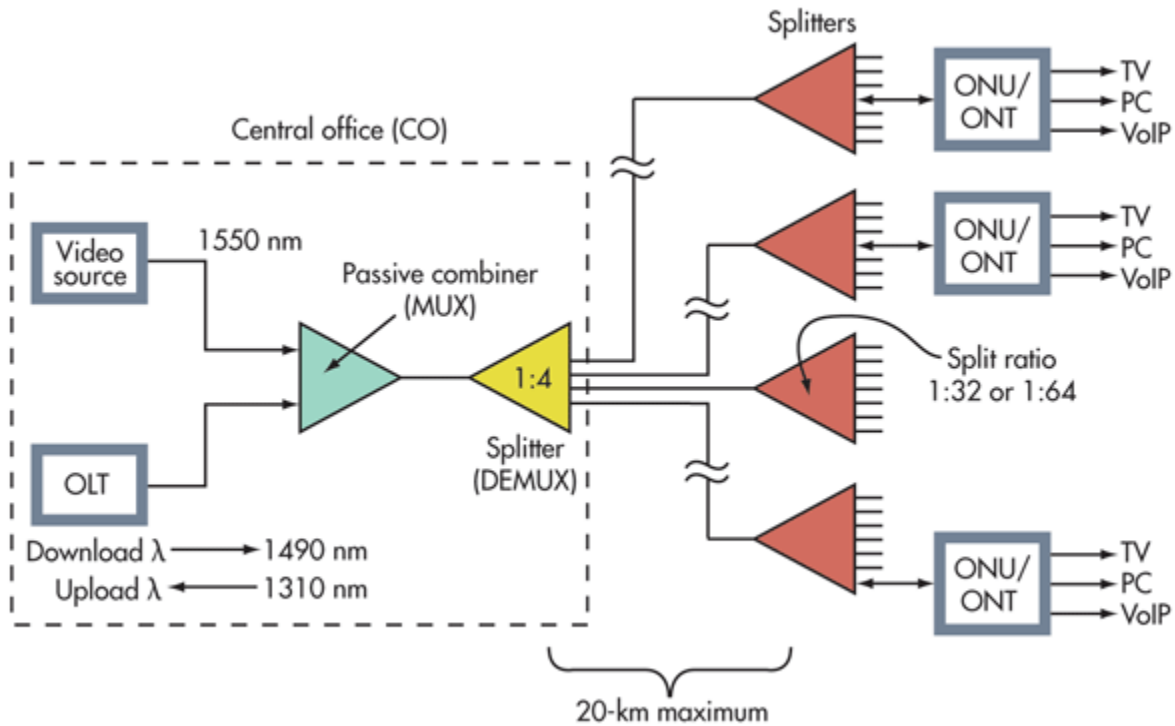 Splitters
Central office (CO)
Video
source
1550 nm
Passive combiner
(MUX)
1:4
Splitter
(DEMUX)
OLT
Download λ
1490 nm
Upload λ
1310 nm
ONU/
ONT
TV
PC
VoIP
ONU/
ONT
TV
PC
VoIP
Split ratio
1:32 or 1:64
ONU/
ONT
TV
PC
VoIP
20-km maximum